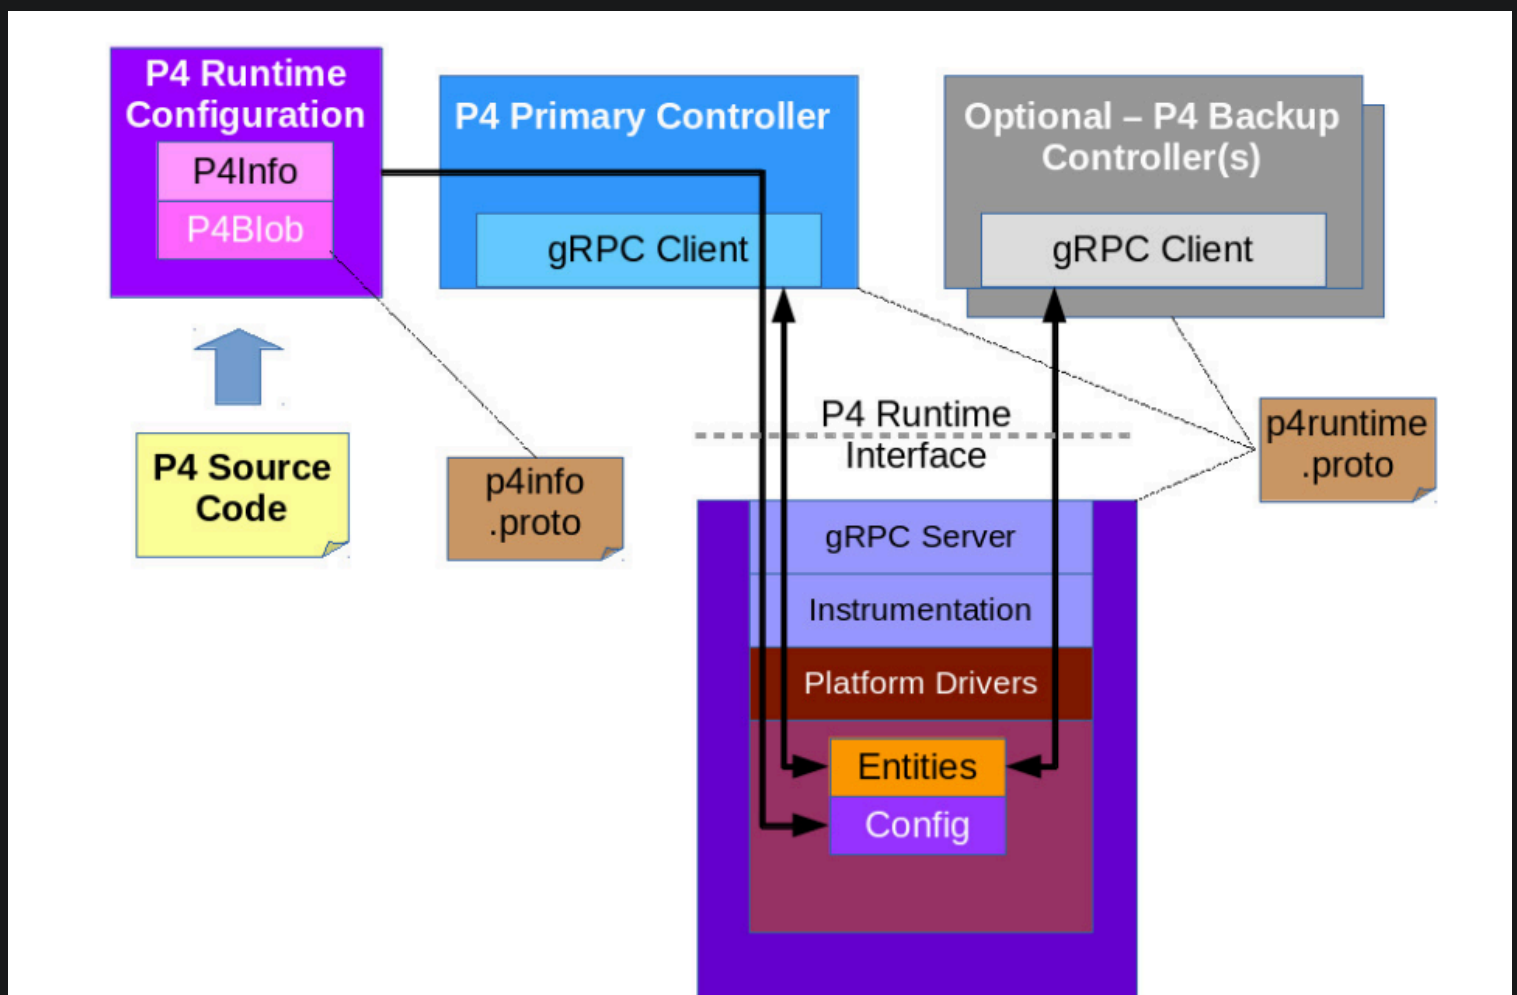 P4 Runtime
Configuration
P4Info
P4Blob
P4 Primary Controller
gRPC Client
Optional – P4 Backup
Controller(s)
gRPC Client
P4 Source
Code
p4info
.proto
P4 Runtime
Interface
p4runtime
.proto
gRPC Server
Instrumentation
Platform Drivers
Entities
Config